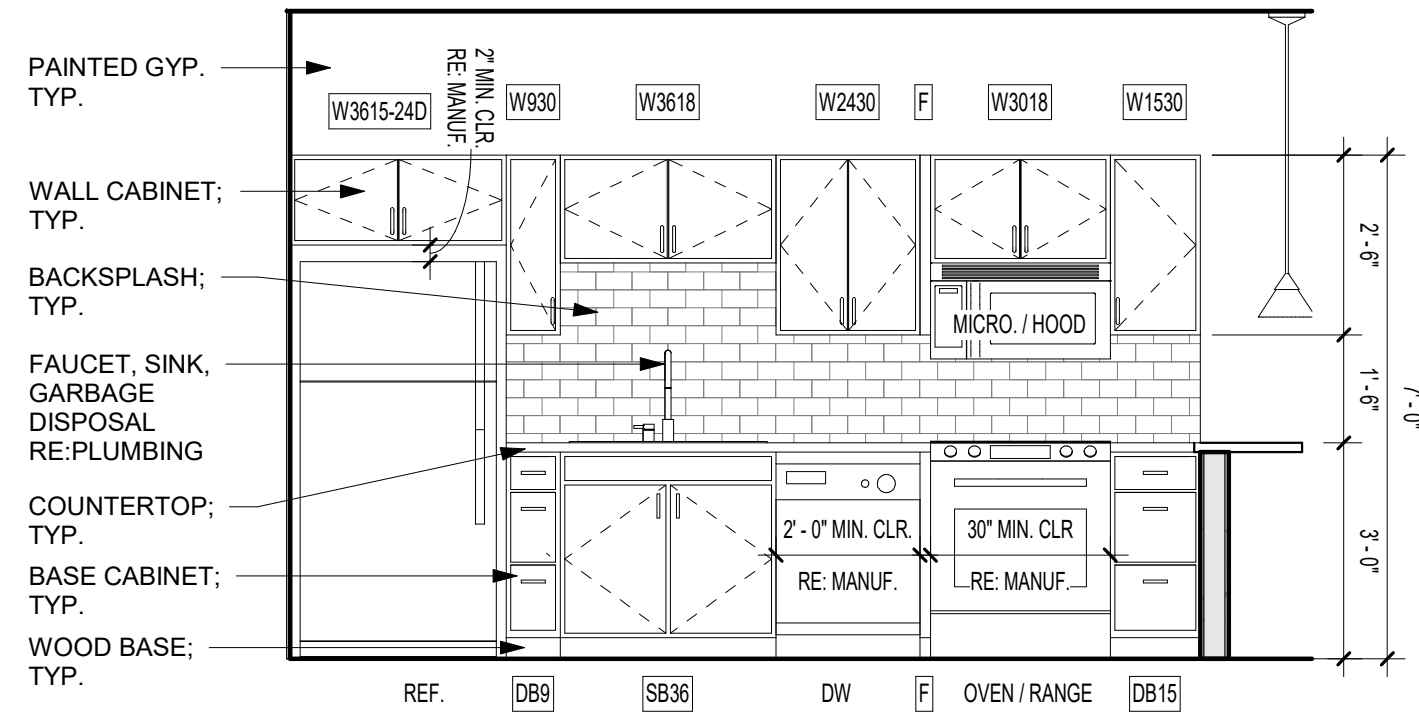 PAINTED GYP.
TYP.
2" MIN. CLR.
RE: MANUF.
W3615-24D
W930
W3618
W2430
F
W3018
W1530
WALL CABINET;
TYP.
BACKSPLASH;
TYP.
FAUCET, SINK,
GARBAGE
DISPOSAL
RE:PLUMBING
COUNTERTOP;
TYP.
BASE CABINET;
TYP.
WOOD BASE;
TYP.
MICRO. / HOOD
2' - 0" MIN. CLR.
RE: MANUF.
30" MIN. CLR
RE: MANUF.
2' - 6"
1' - 6"
3' - 0"
7' - 0"
REF.
DB9
SB36
DW
F
OVEN / RANGE
DB15